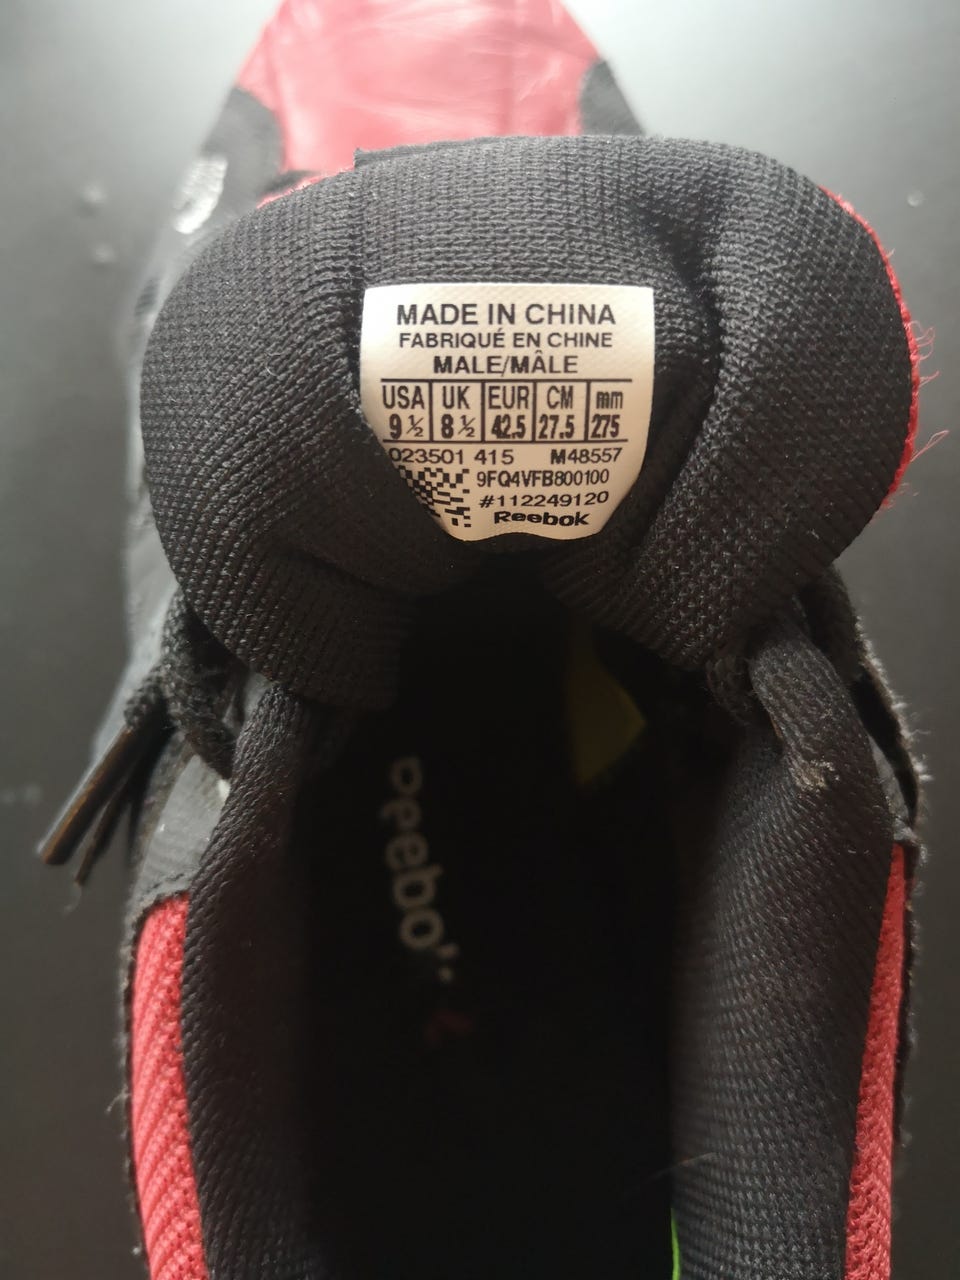 MADE IN CHINA
FABRIQUÉ EN CHINE
MALE/MÂLE
USA UK EUR CM mm
9 ½ 8 ½ 42.5 27.5 275
023501 415 M48557
9FQ4VFB800100
#112249120
Reebok
Reebok